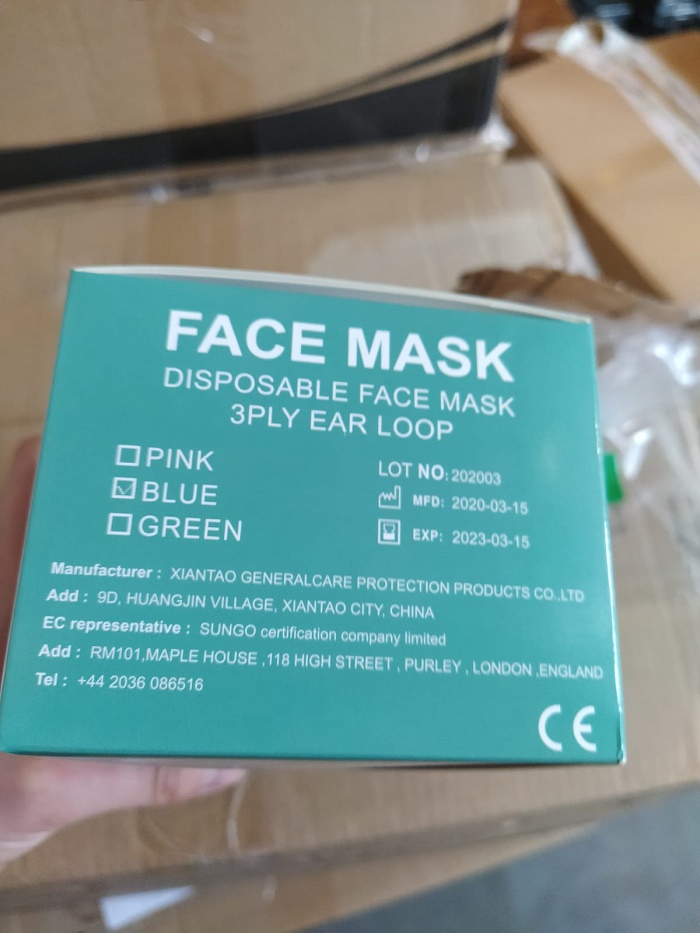 FACE MASK
DISPOSABLE FACE MASK
3PLY EAR LOOP
PINK
BLUE
GREEN
LOT NO: 202003
MFD: 2020-03-15
EXP: 2023-03-15
Manufacturer : XIANTAO GENERALCARE PROTECTION PRODUCTS CO.,LTD
Add : 9D, HUANGJIN VILLAGE, XIANTAO CITY, CHINA
EC representative : SUNGO certification company limited
Add : RM101,MAPLE HOUSE ,118 HIGH STREET , PURLEY , LONDON ,ENGLAND
Tel : +44 2036 086516
CE